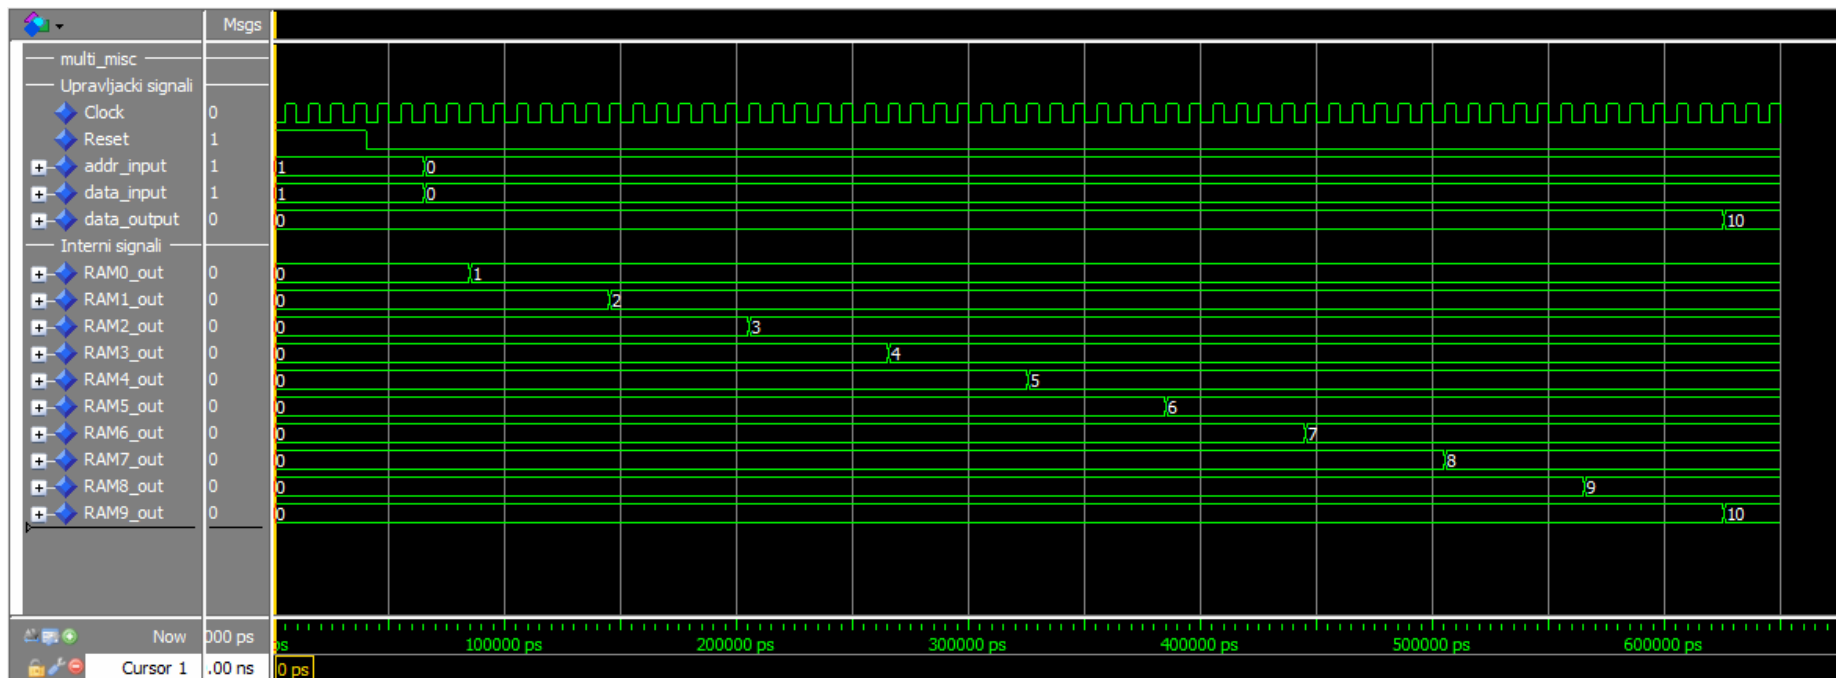 Msgs
multi_misc
Upravljacki signali
Clock 0
Reset 1
addr_input 1 1 0
data_input 1 1 0
data_output 0 0 10
Interni signali
RAM0_out 0 0 1
RAM1_out 0 0 2
RAM2_out 0 0 3
RAM3_out 0 0 4
RAM4_out 0 0 5
RAM5_out 0 0 6
RAM6_out 0 0 7
RAM7_out 0 0 8
RAM8_out 0 0 9
RAM9_out 0 0 10
Now 000 ps ps 100000 ps 200000 ps 300000 ps 400000 ps 500000 ps 600000 ps
Cursor 1 .00 ns 0 ps